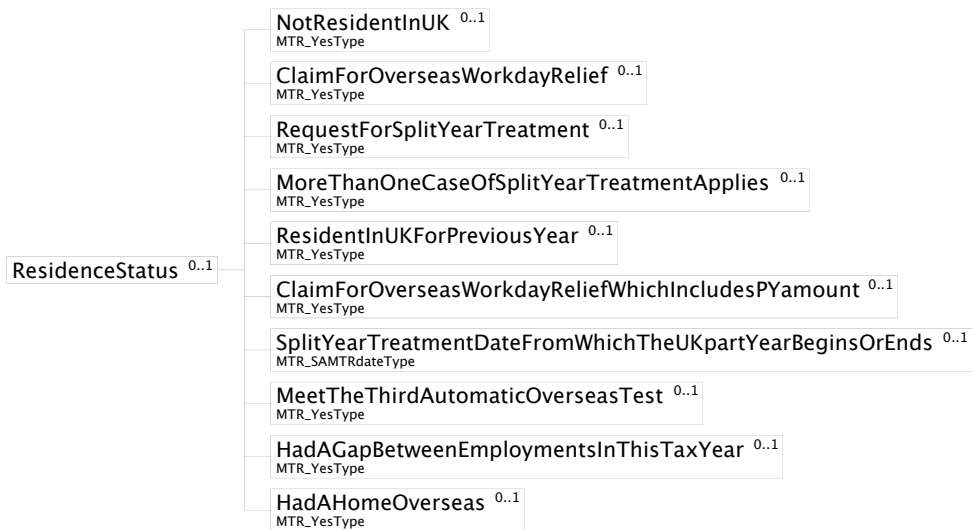 NotResidentInUK 0..1
MTR_YesType
ClaimForOverseasWorkdayRelief 0..1
MTR_YesType
RequestForSplitYearTreatment 0..1
MTR_YesType
MoreThanOneCaseOfSplitYearTreatmentApplies 0..1
MTR_YesType
ResidentInUKForPreviousYear 0..1
MTR_YesType
ResidenceStatus 0..1
ClaimForOverseasWorkdayReliefWhichIncludesPYamount 0..1
MTR_YesType
SplitYearTreatmentDateFromWhichTheUKpartYearBeginsOrEnds 0..1
MTR_SAMTRdateType
MeetTheThirdAutomaticOverseasTest 0..1
MTR_YesType
HadAGapBetweenEmploymentsInThisTaxYear 0..1
MTR_YesType
HadAHomeOverseas 0..1
MTR_YesType